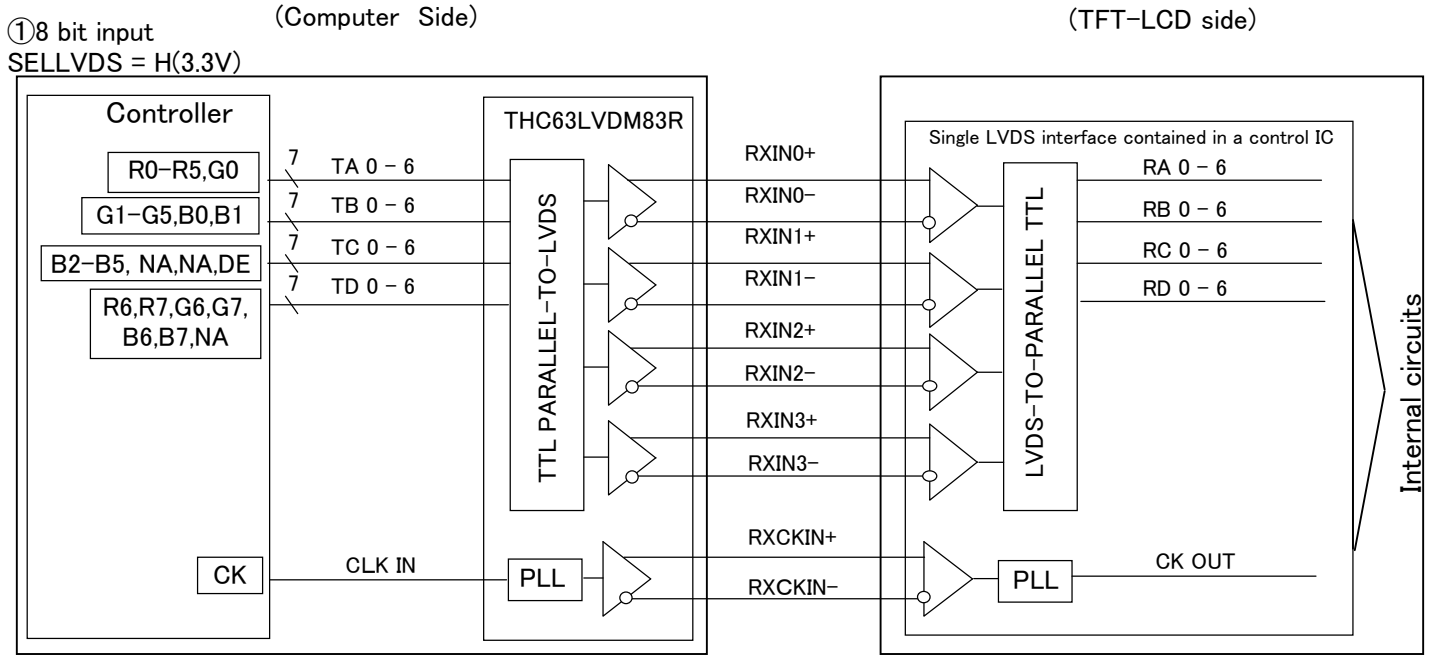 (Computer Side)
(TFT-LCD side)
①8 bit input
SELLVDS = H(3.3V)
Controller
R0-R5,G0
G1-G5,B0,B1
B2-B5, NA,NA,DE
R6,R7,G6,G7,
B6,B7,NA
CK
7
TA 0 - 6
7
TB 0 - 6
7
TC 0 - 6
7
TD 0 - 6
CLK IN
THC63LVDM83R
TTL PARALLEL-TO-LVDS
PLL
RXIN0+
RXIN0-
RXIN1+
RXIN1-
RXIN2+
RXIN2-
RXIN3+
RXIN3-
RXCKIN+
RXCKIN-
Single LVDS interface contained in a control IC
LVDS-TO-PARALLEL TTL
PLL
RA 0 - 6
RB 0 - 6
RC 0 - 6
RD 0 - 6
CK OUT
Internal circuits